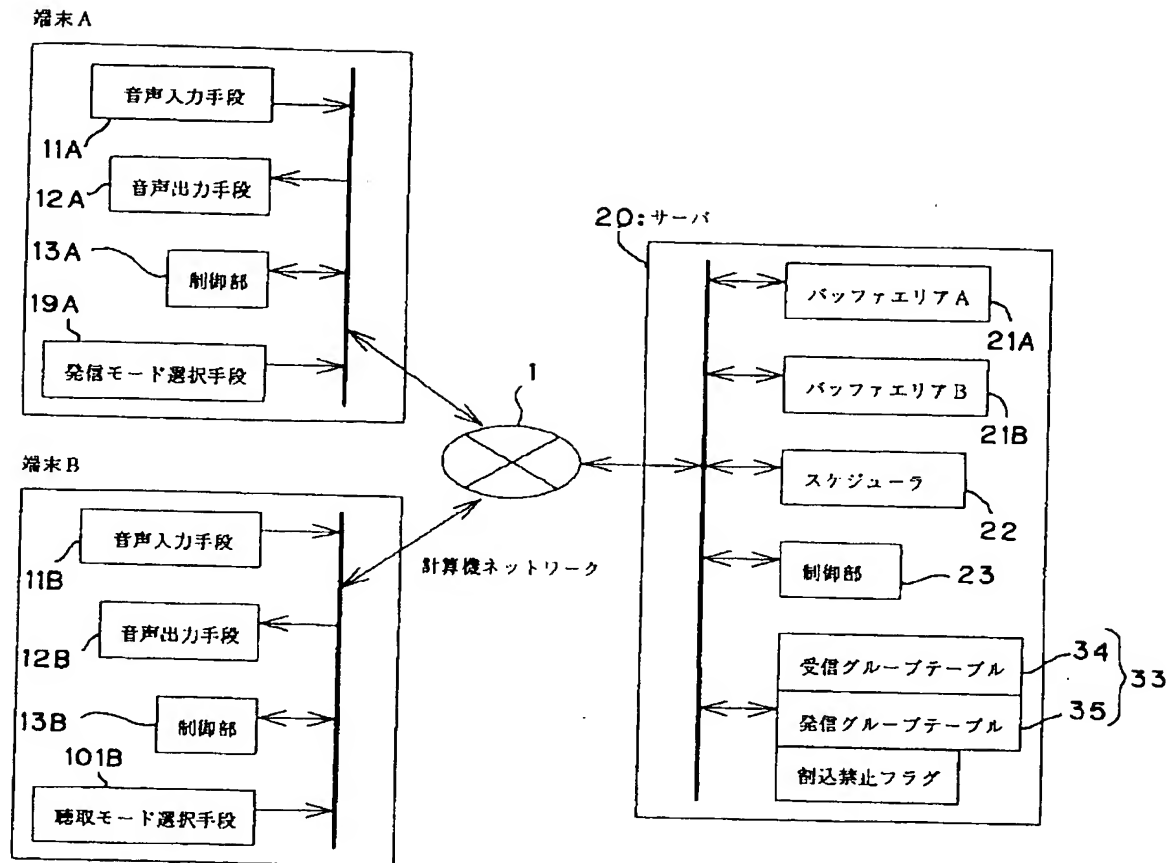 端末A
音声入力手段
11A
音声出力手段
12A
13A
制御部
19A
発信モード選択手段
端末B
音声入力手段
11B
音声出力手段
12B
制御部
13B
101B
聴取モード選択手段
1
計算機ネットワーク
20:サーバ
バッファエリアA
21A
バッファエリアB
21B
スケジューラ
22
制御部
23
受信グループテーブル
34
33
発信グループテーブル
35
割込禁止フラグ